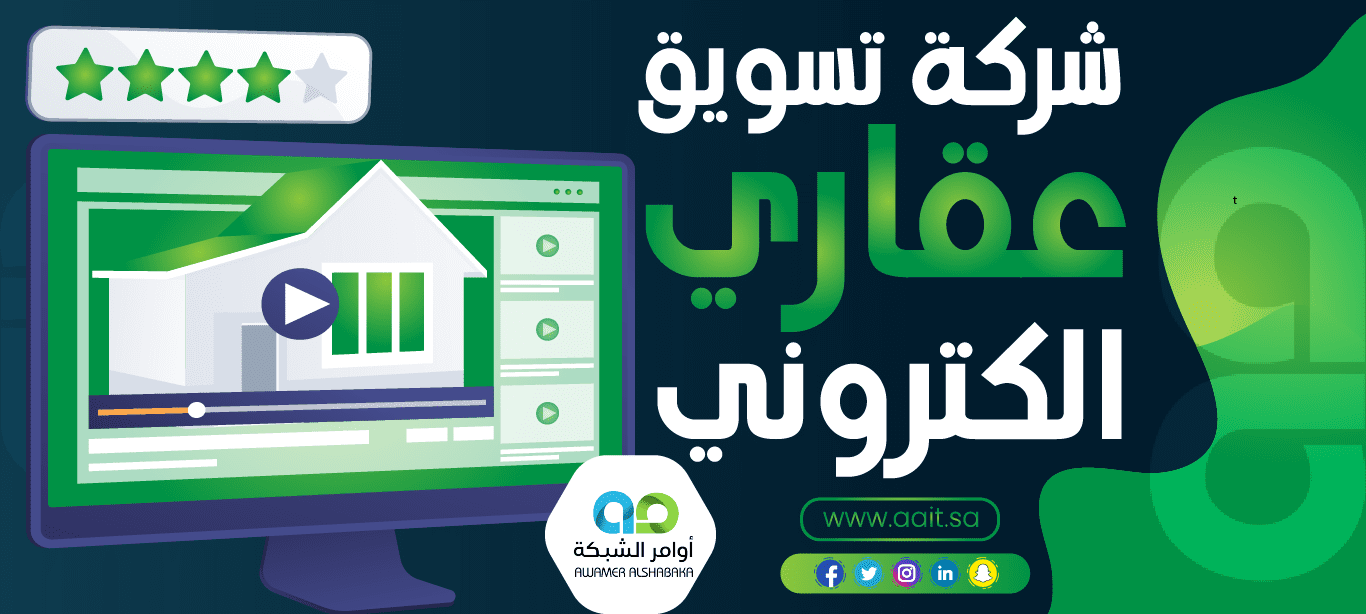 شركة تسويق
عقاري
الكتروني
t
www.aait.sa
أوامر الشبكة
AWAMER ALSHABAKA